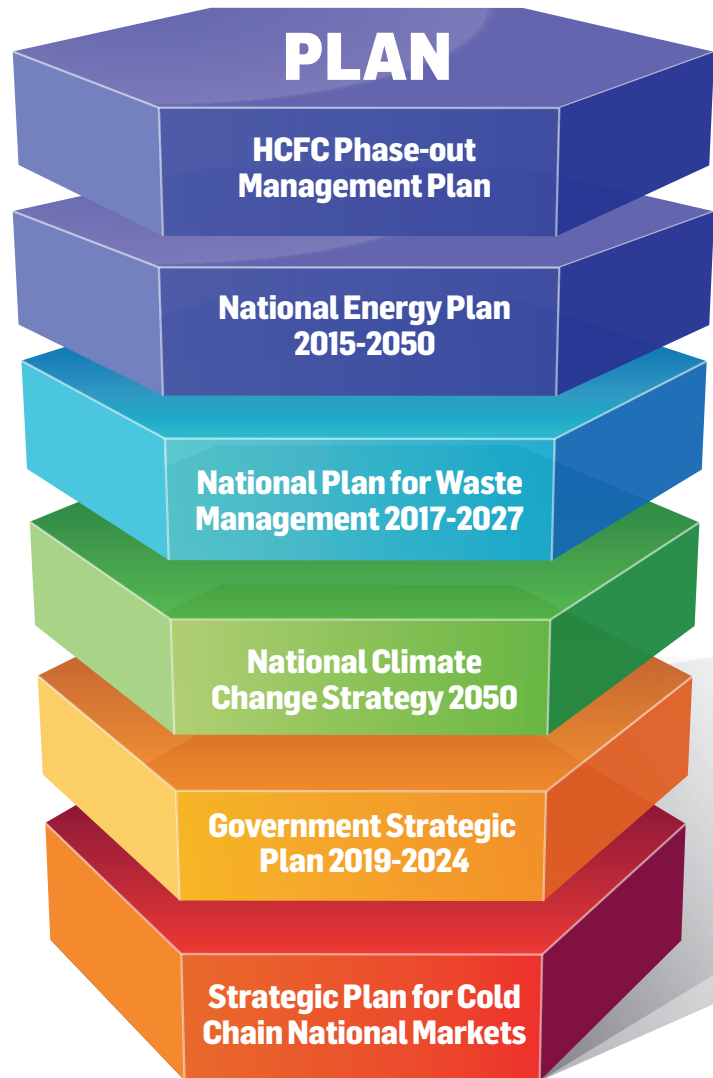 PLAN
HCFC Phase-out
Management Plan
National Energy Plan
2015-2050
National Plan for Waste
Management 2017-2027
National Climate
Change Strategy 2050
Government Strategic
Plan 2019-2024
Strategic Plan for Cold
Chain National Markets